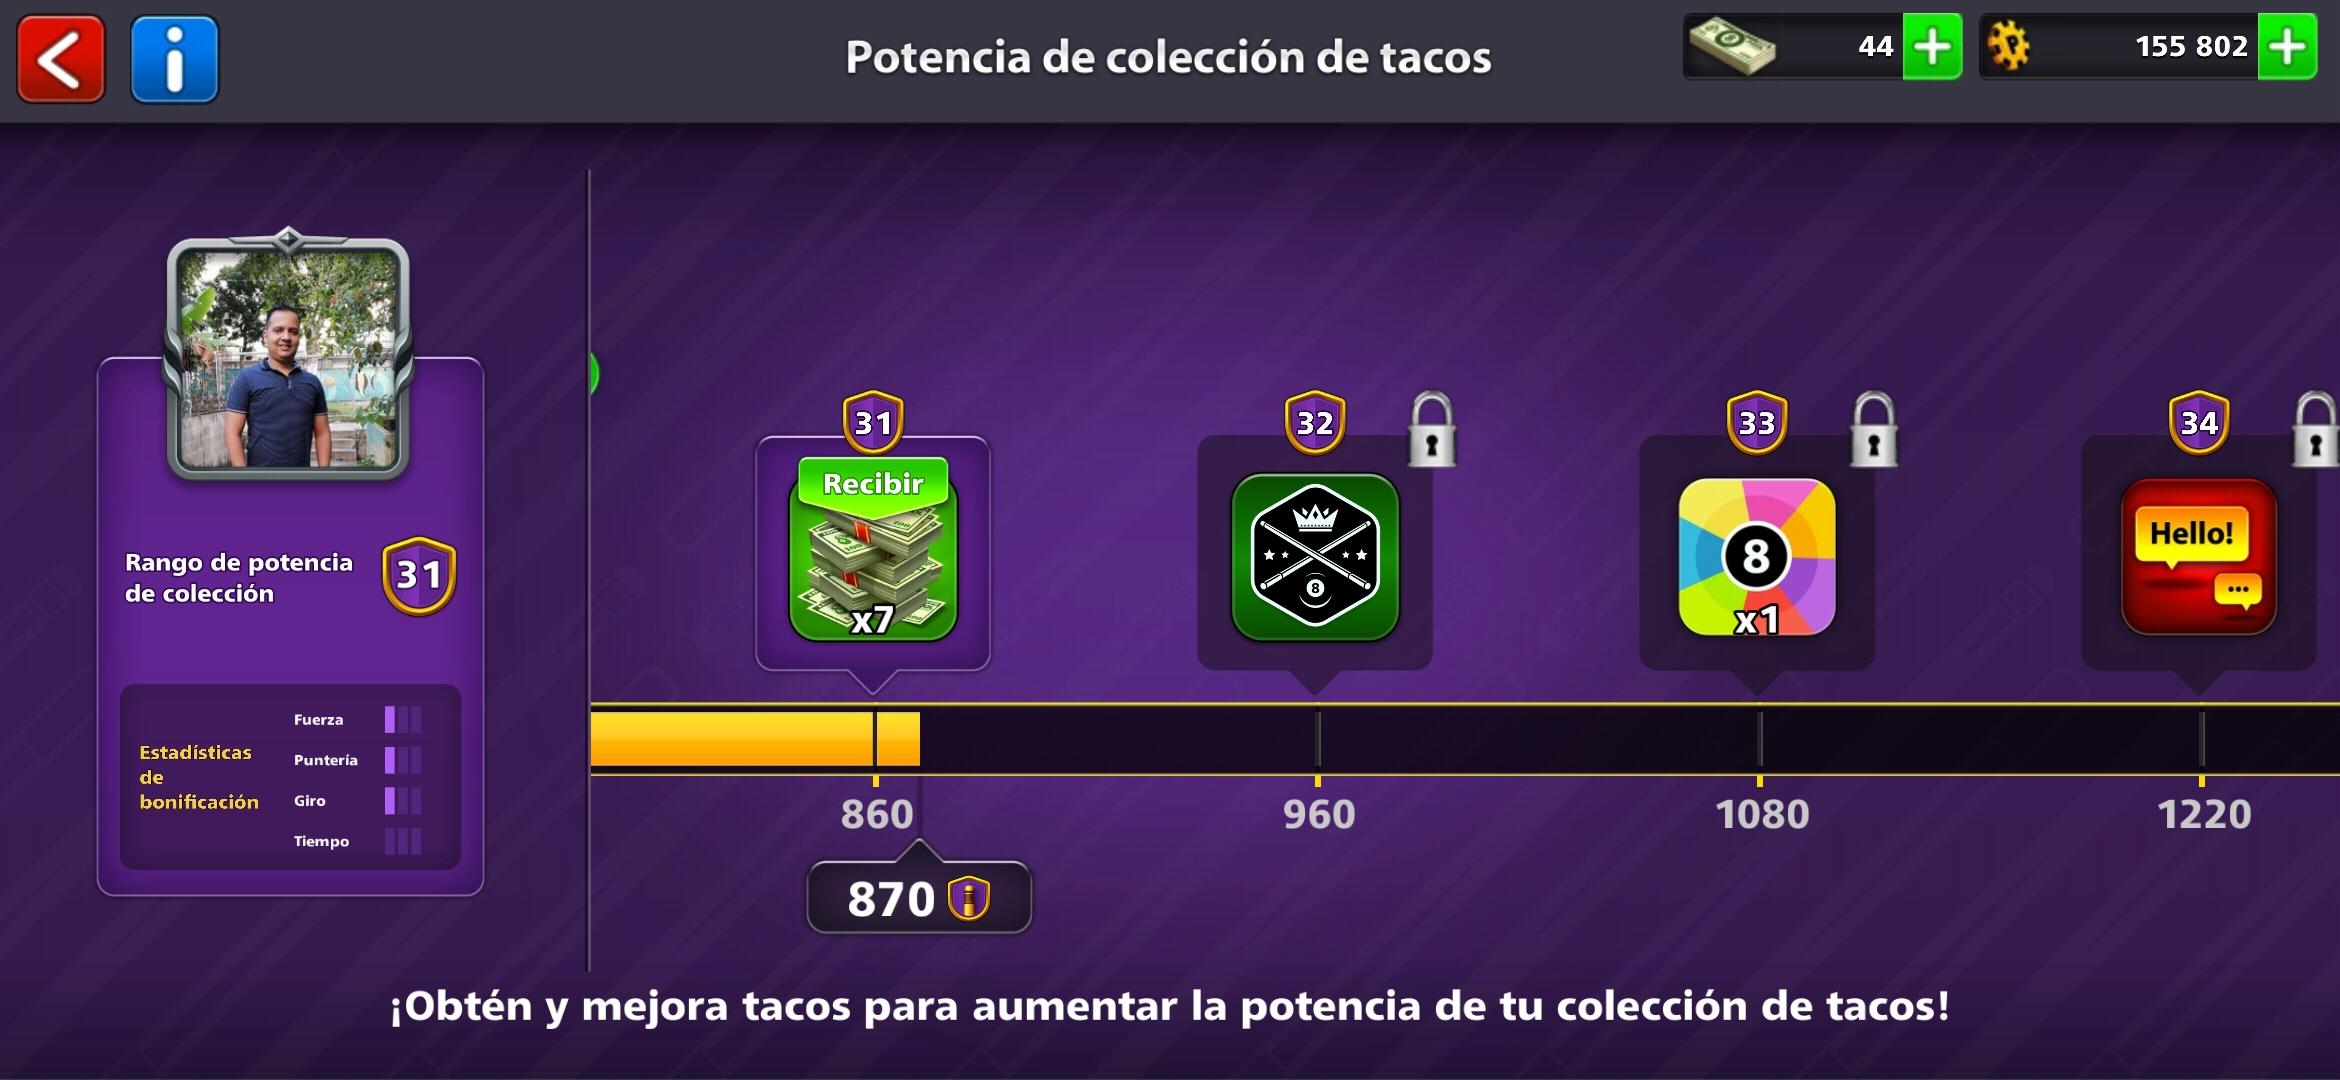 Potencia de colección de tacos
44
155 802
Rango de potencia
de colección
31
Estadísticas
de
bonificación
Fuerza
Puntería
Giro
Tiempo
31
Recibir
x7
32
8
33
8
x1
34
Hello!
...
860
960
1080
1220
870
¡Obtén y mejora tacos para aumentar la potencia de tu colección de tacos!